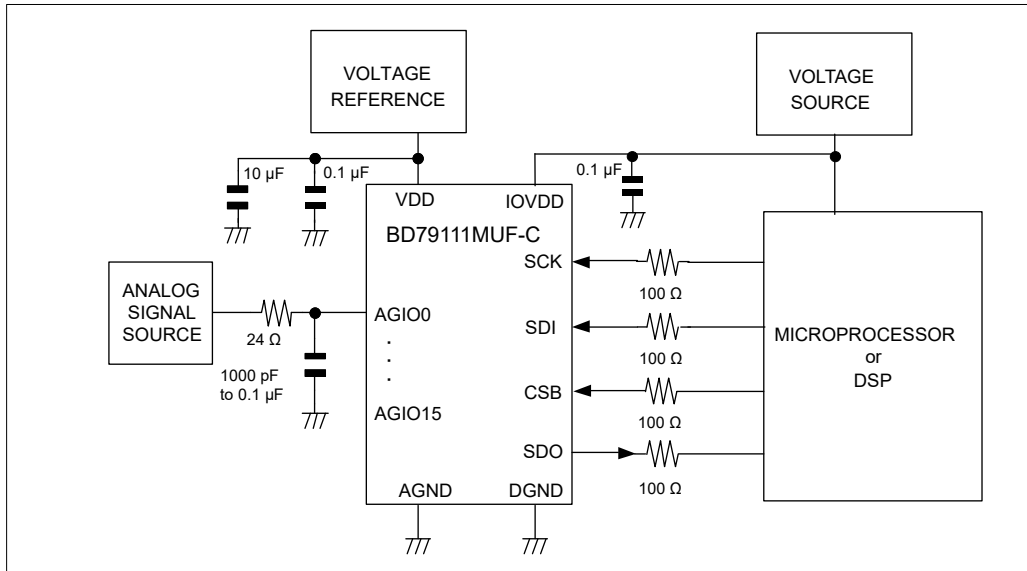 VOLTAGE
REFERENCE
VOLTAGE
SOURCE
10 µF
0.1 µF
0.1 µF
VDD
IOVDD
BD79111MUF-C
SCK
100 Ω
ANALOG
SIGNAL
SOURCE
24 Ω
1000 pF
to 0.1 µF
AGIO0
.
.
.
.
AGIO15
SDI
100 Ω
CSB
100 Ω
SDO
100 Ω
MICROPROCESSOR
or
DSP
AGND
DGND